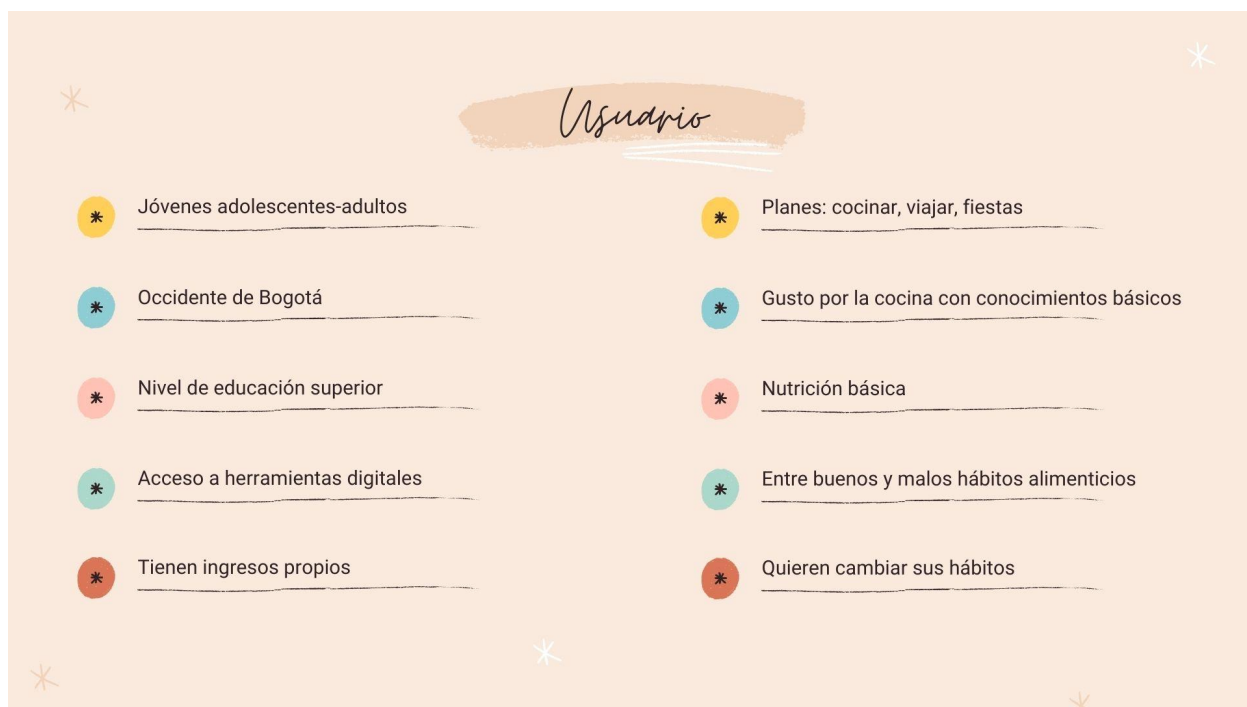 Usuario
Jóvenes adolescentes-adultos
Occidente de Bogotá
Nivel de educación superior
Acceso a herramientas digitales
Tienen ingresos propios
Planes: cocinar, viajar, fiestas
Gusto por la cocina con conocimientos básicos
Nutrición básica
Entre buenos y malos hábitos alimenticios
Quieren cambiar sus hábitos